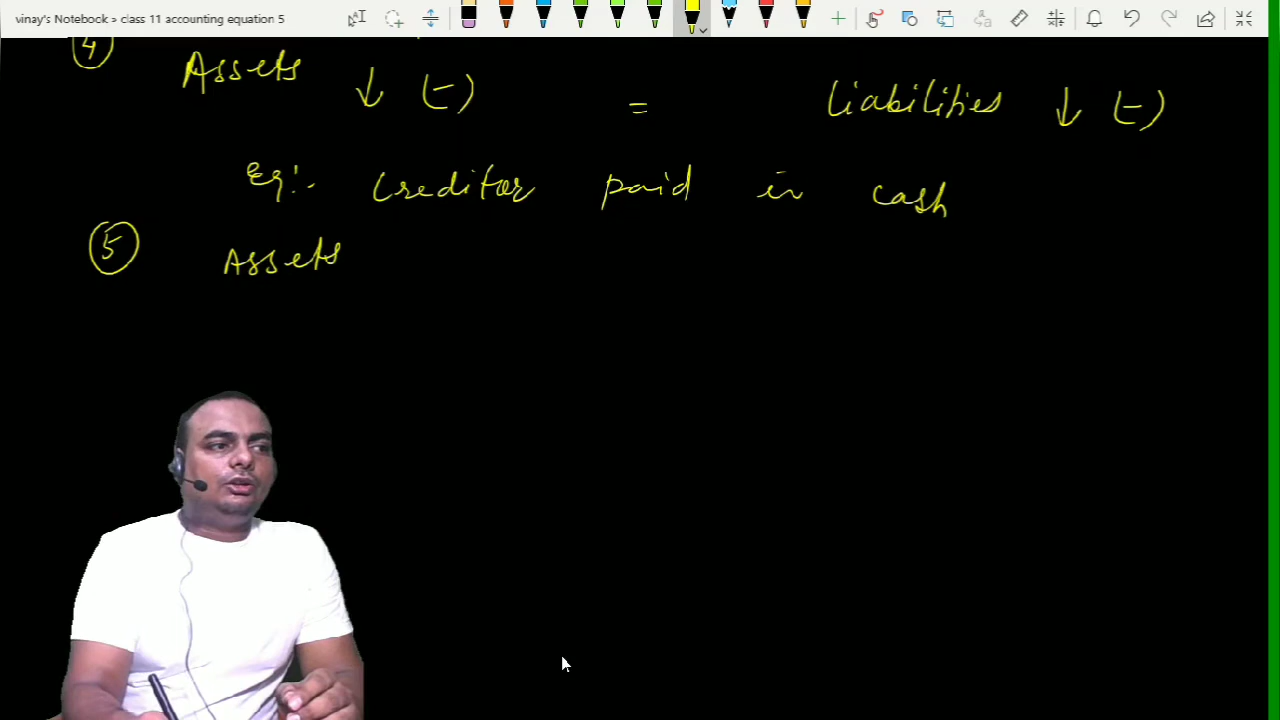 vinay's Notebook > class 11 accounting equation 5
④ Assets ↓ (-) = liabilities ↓ (-)
Eg:- Creditor paid in cash
⑤ Assets